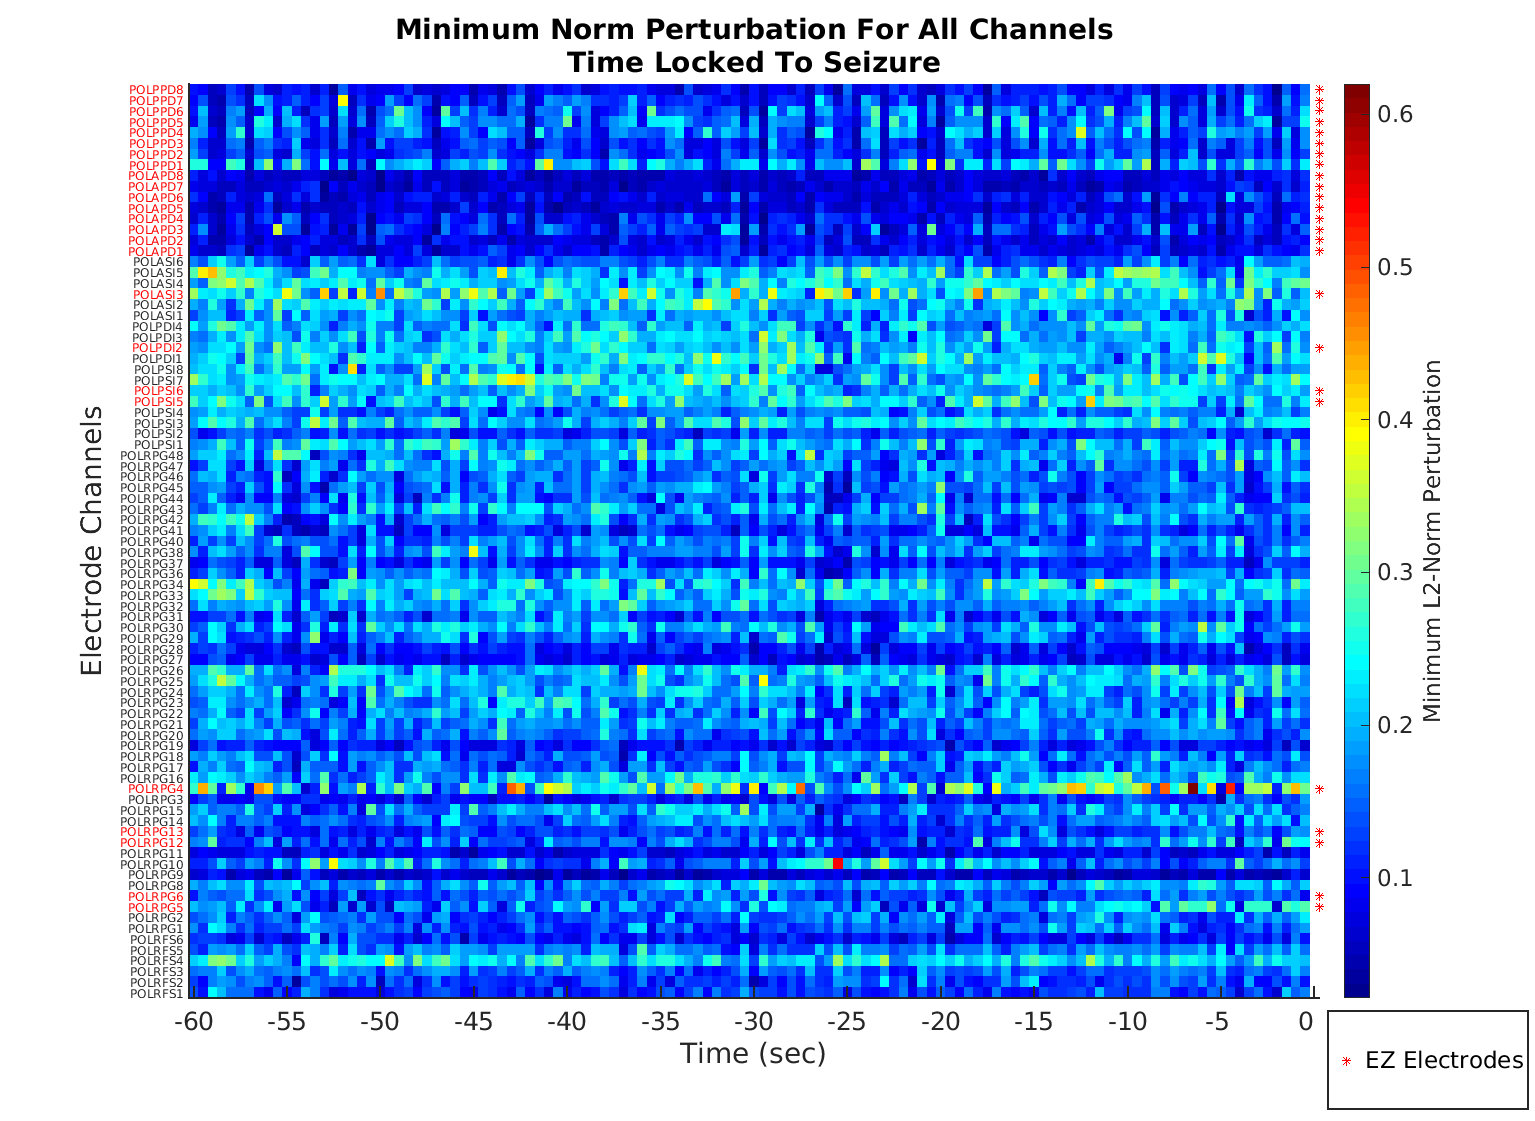 Minimum Norm Perturbation For All Channels
Time Locked To Seizure
Electrode Channels
POLPPD8
POLPPD7
POLPPD6
POLPPD5
POLPPD4
POLPPD3
POLPPD2
POLPPD1
POLAPD8
POLAPD7
POLAPD6
POLAPD5
POLAPD4
POLAPD3
POLAPD2
POLAPD1
POLASI6
POLASI5
POLASI4
POLASI3
POLASI2
POLASI1
POLPDI4
POLPDI3
POLPDI2
POLPDI1
POLPSI8
POLPSI7
POLPSI6
POLPSI5
POLPSI4
POLPSI3
POLPSI2
POLPSI1
POLRPG48
POLRPG47
POLRPG46
POLRPG45
POLRPG44
POLRPG43
POLRPG42
POLRPG41
POLRPG40
POLRPG38
POLRPG37
POLRPG36
POLRPG34
POLRPG33
POLRPG32
POLRPG31
POLRPG30
POLRPG29
POLRPG28
POLRPG27
POLRPG26
POLRPG25
POLRPG24
POLRPG23
POLRPG22
POLRPG21
POLRPG20
POLRPG19
POLRPG18
POLRPG17
POLRPG16
POLRPG4
POLRPG3
POLRPG15
POLRPG14
POLRPG13
POLRPG12
POLRPG11
POLRPG10
POLRPG9
POLRPG8
POLRPG6
POLRPG5
POLRPG2
POLRPG1
POLRFS6
POLRFS5
POLRFS4
POLRFS3
POLRFS2
POLRFS1
-60 -55 -50 -45 -40 -35 -30 -25 -20 -15 -10 -5 0
Time (sec)
0.6
0.5
0.4
0.3
0.2
0.1
Minimum L2-Norm Perturbation
EZ Electrodes